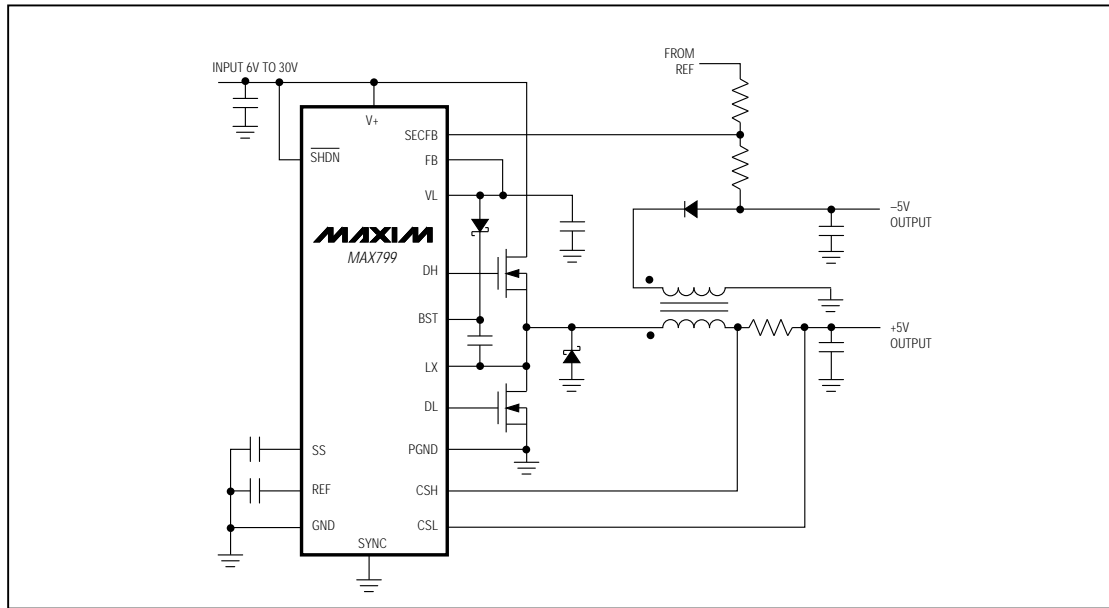 INPUT 6V TO 30V
FROM
REF
V+
SECFB
SHDN
FB
VL
–5V
OUTPUT
MAXIM
MAX799
DH
BST
+5V
OUTPUT
LX
DL
SS
PGND
REF
CSH
GND
CSL
SYNC